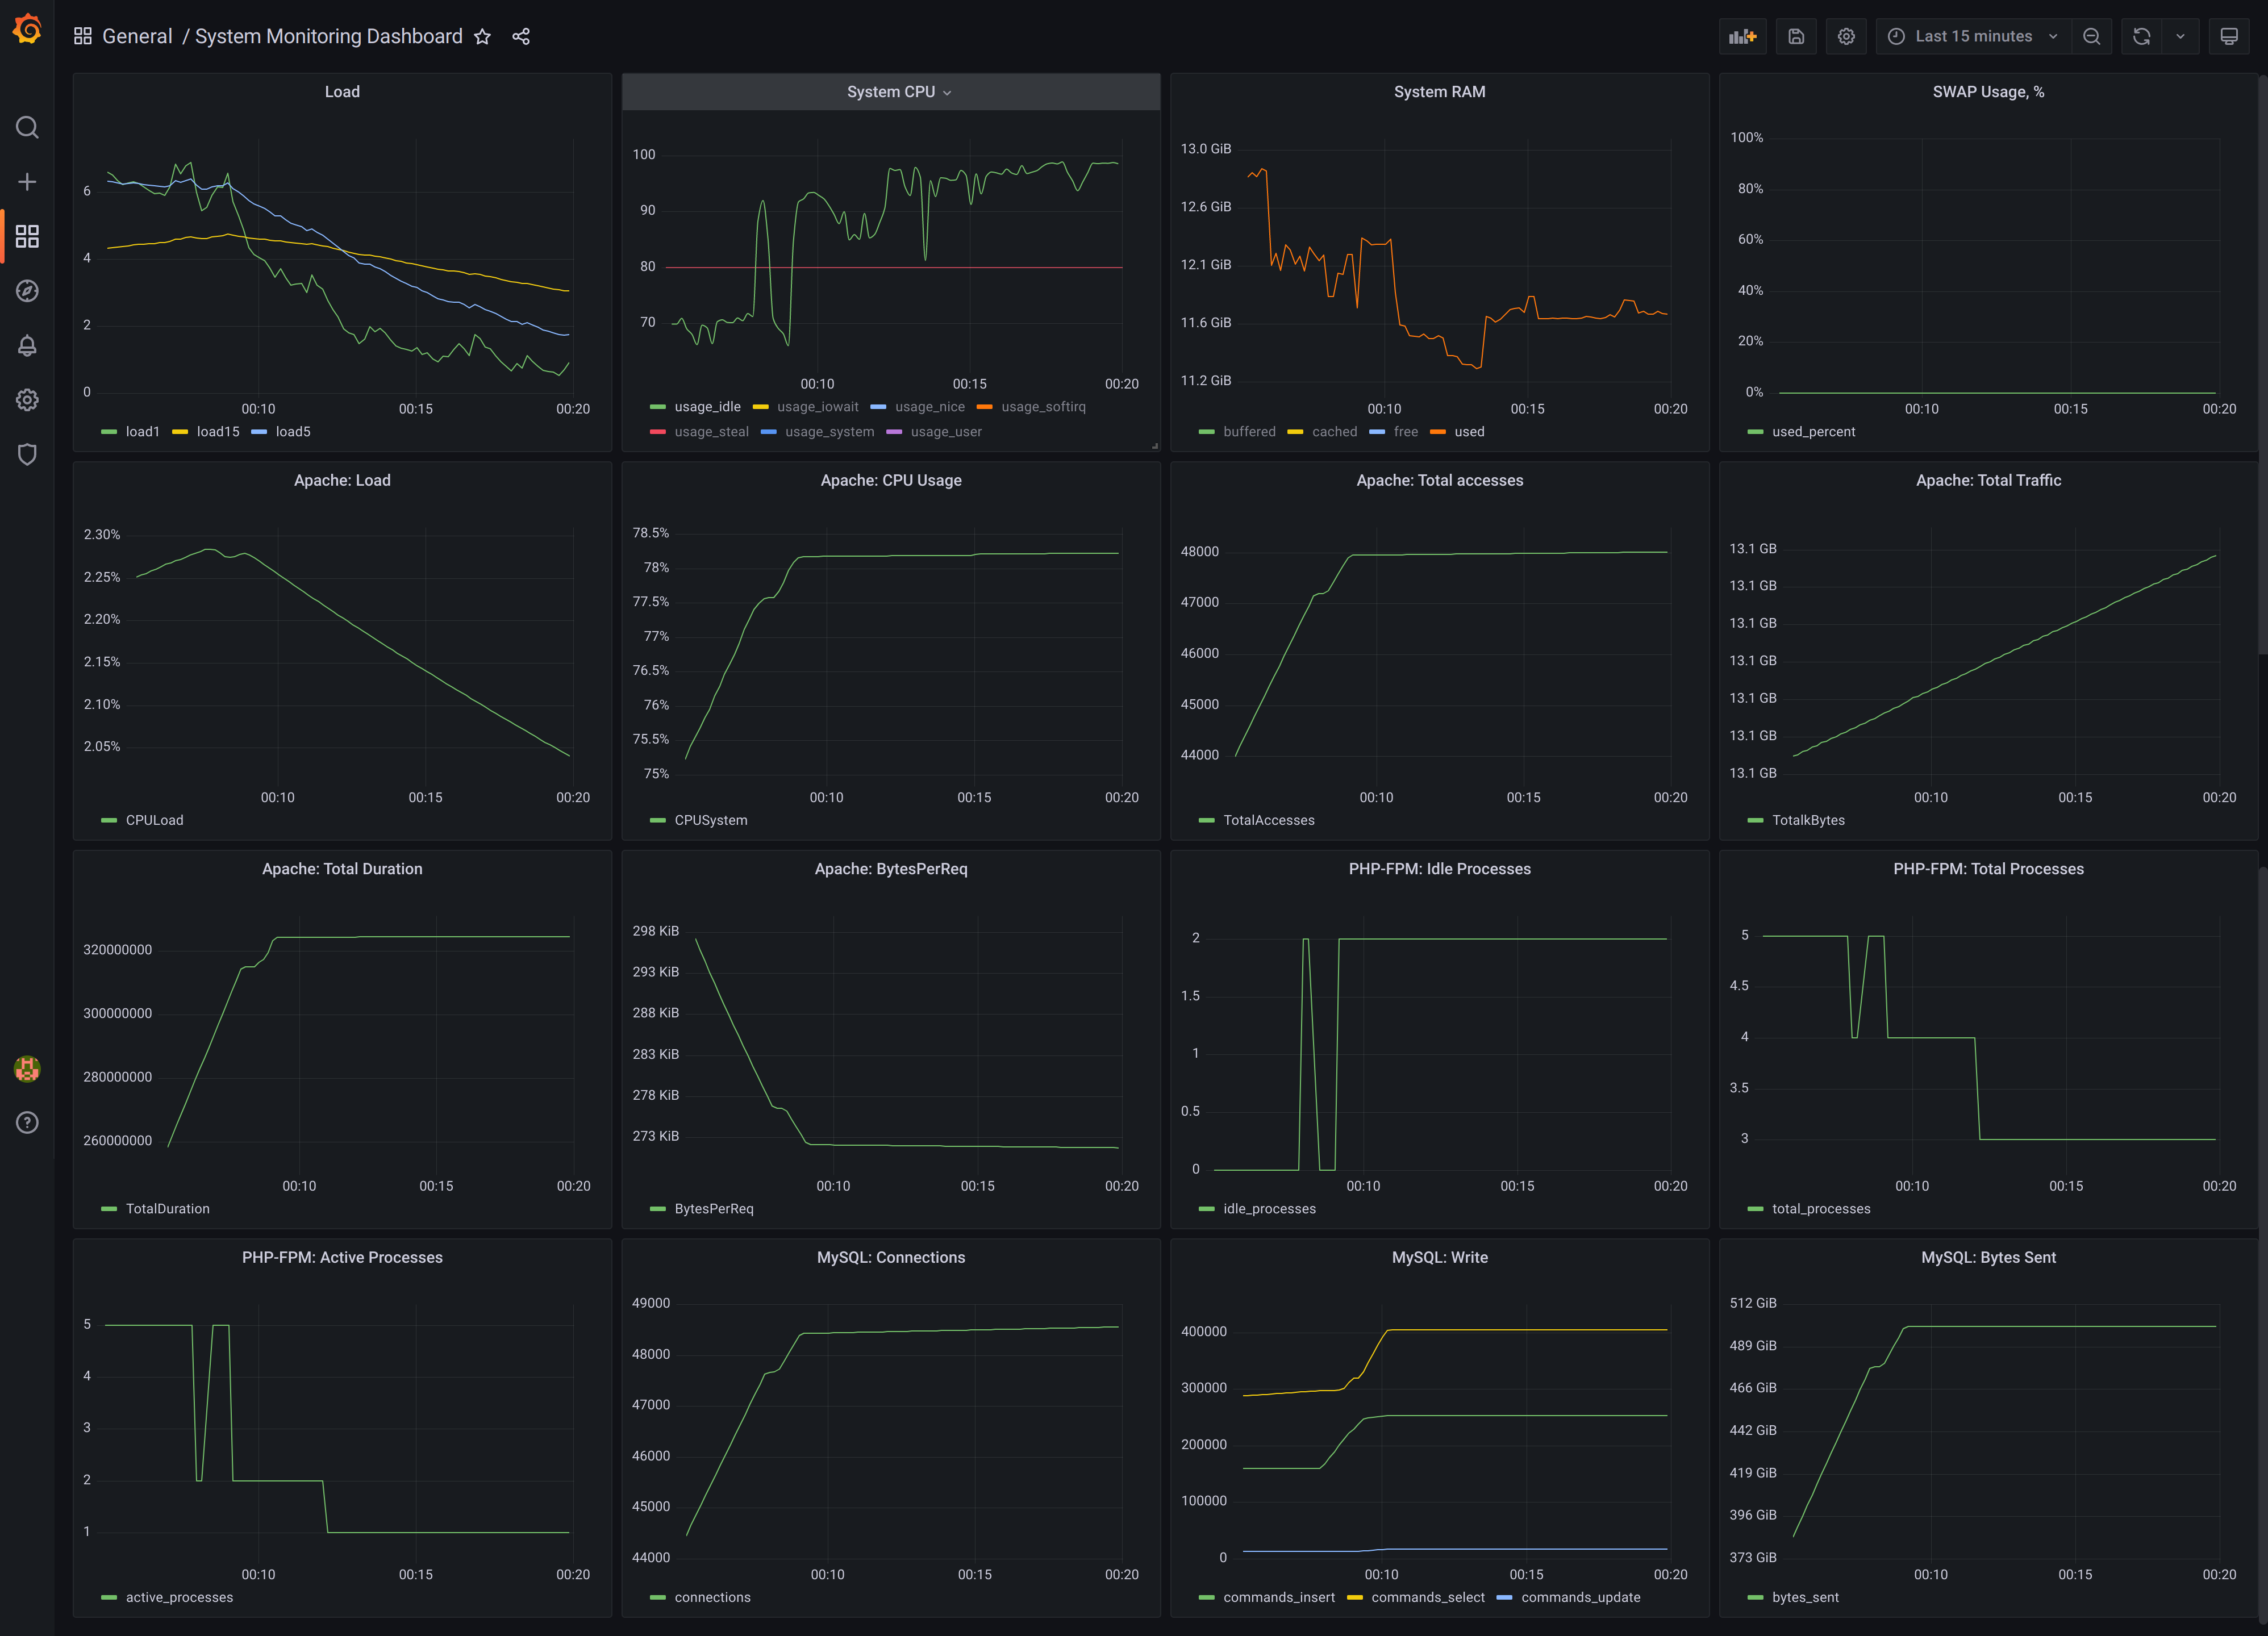 General / System Monitoring Dashboard
Last 15 minutes
Load
6
4
2
0
00:10 00:15 00:20
load1 load15 load5
System CPU
100
90
80
70
00:10 00:15 00:20
usage_idle usage_iowait usage_nice usage_softirq
usage_steal usage_system usage_user
System RAM
13.0 GiB
12.6 GiB
12.1 GiB
11.6 GiB
11.2 GiB
00:10 00:15 00:20
buffered cached free used
SWAP Usage, %
100%
80%
60%
40%
20%
0%
00:10 00:15 00:20
used_percent
Apache: Load
2.30%
2.25%
2.20%
2.15%
2.10%
2.05%
00:10 00:15 00:20
CPULoad
Apache: CPU Usage
78.5%
78%
77.5%
77%
76.5%
76%
75.5%
75%
00:10 00:15 00:20
CPUSystem
Apache: Total accesses
48000
47000
46000
45000
44000
00:10 00:15 00:20
TotalAccesses
Apache: Total Traffic
13.1 GB
13.1 GB
13.1 GB
13.1 GB
13.1 GB
13.1 GB
13.1 GB
00:10 00:15 00:20
TotalkBytes
Apache: Total Duration
320000000
300000000
280000000
260000000
00:10 00:15 00:20
TotalDuration
Apache: BytesPerReq
298 KiB
293 KiB
288 KiB
283 KiB
278 KiB
273 KiB
00:10 00:15 00:20
BytesPerReq
PHP-FPM: Idle Processes
2
1.5
1
0.5
0
00:10 00:15 00:20
idle_processes
PHP-FPM: Total Processes
5
4.5
4
3.5
3
00:10 00:15 00:20
total_processes
PHP-FPM: Active Processes
5
4
3
2
1
00:10 00:15 00:20
active_processes
MySQL: Connections
49000
48000
47000
46000
45000
44000
00:10 00:15 00:20
connections
MySQL: Write
400000
300000
200000
100000
0
00:10 00:15 00:20
commands_insert commands_select commands_update
MySQL: Bytes Sent
512 GiB
489 GiB
466 GiB
442 GiB
419 GiB
396 GiB
373 GiB
00:10 00:15 00:20
bytes_sent